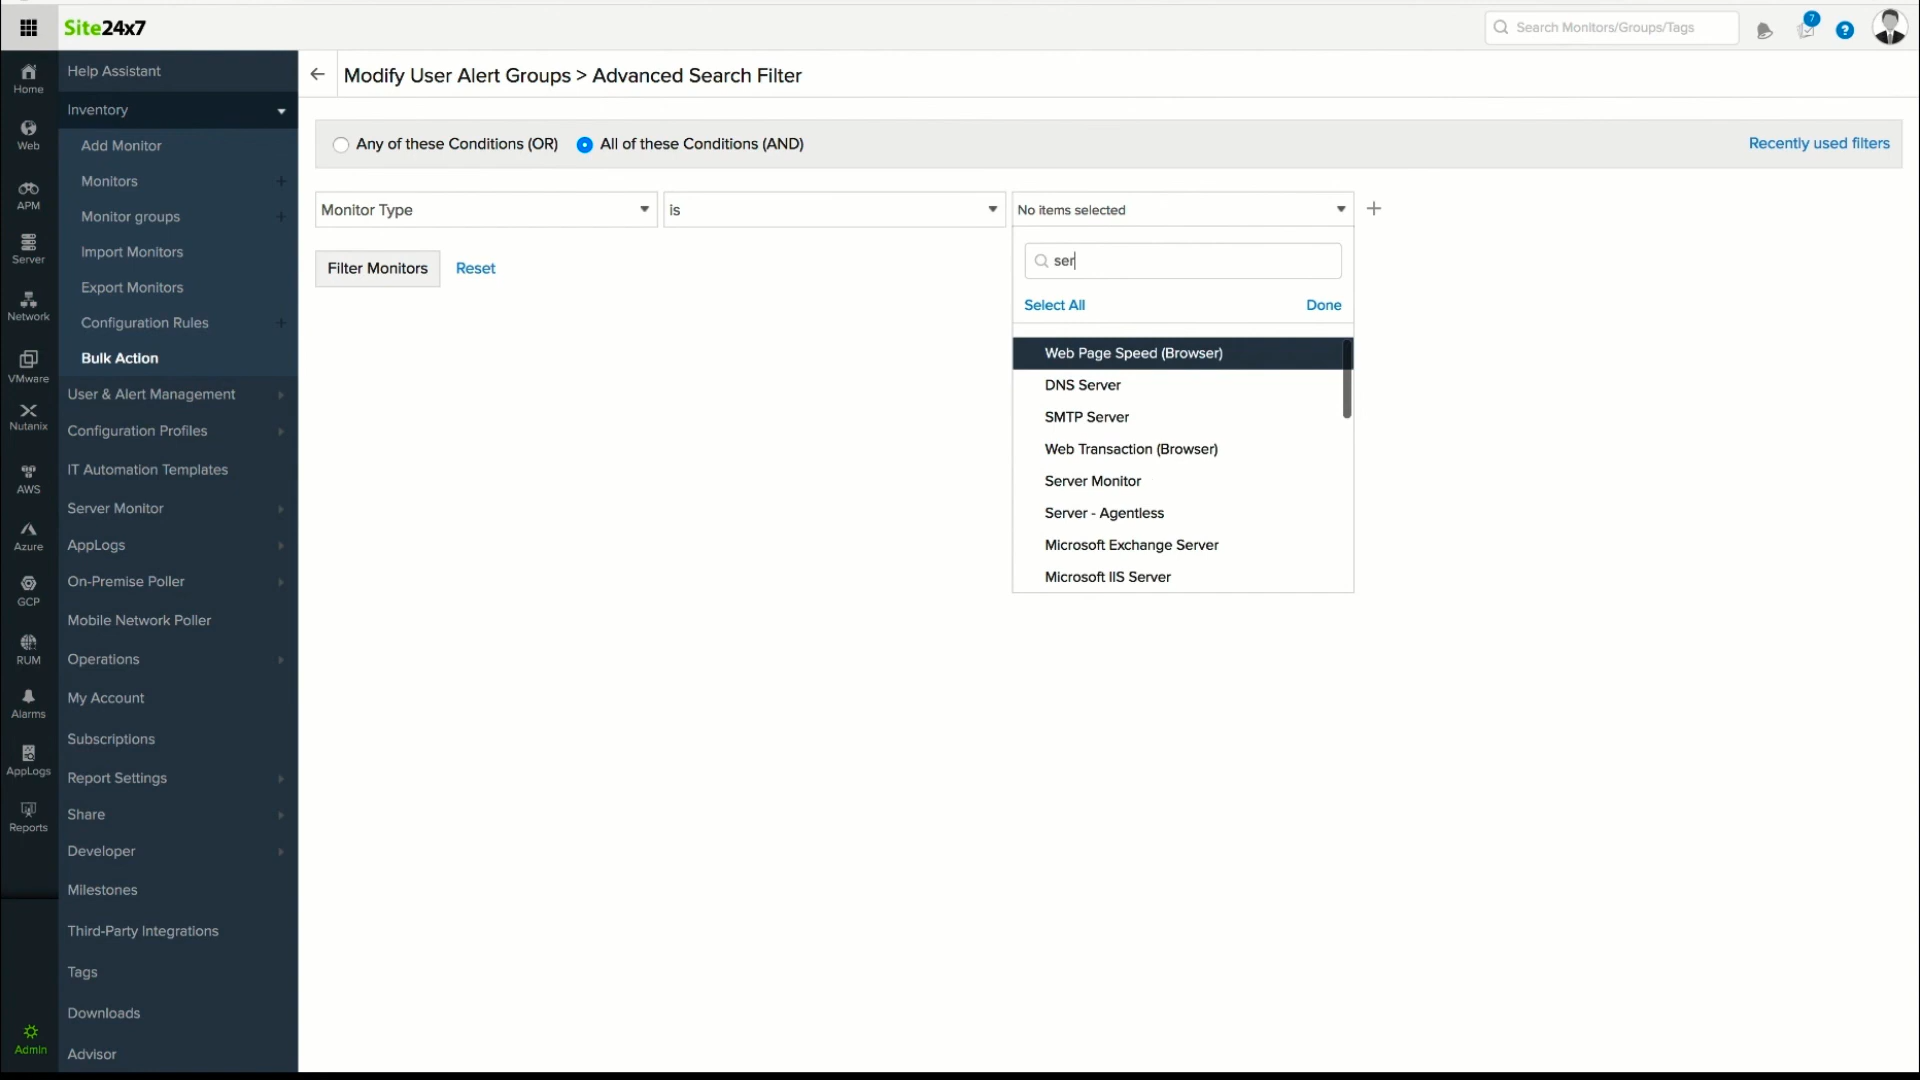 Site24x7
Search Monitors/Groups/Tags
7
?
Home
Web
APM
Server
Network
VMware
Nutanix
AWS
Azure
GCP
RUM
Alarms
AppLogs
Reports
Admin
Help Assistant
Inventory
Add Monitor
Monitors
Monitor groups
Import Monitors
Export Monitors
Configuration Rules
Bulk Action
User & Alert Management
Configuration Profiles
IT Automation Templates
Server Monitor
AppLogs
On-Premise Poller
Mobile Network Poller
Operations
My Account
Subscriptions
Report Settings
Share
Developer
Milestones
Third-Party Integrations
Tags
Downloads
Advisor
Modify User Alert Groups > Advanced Search Filter
Any of these Conditions (OR) All of these Conditions (AND) Recently used filters
Monitor Type is No items selected
Filter Monitors Reset
ser
Select All Done
Web Page Speed (Browser)
DNS Server
SMTP Server
Web Transaction (Browser)
Server Monitor
Server - Agentless
Microsoft Exchange Server
Microsoft IIS Server